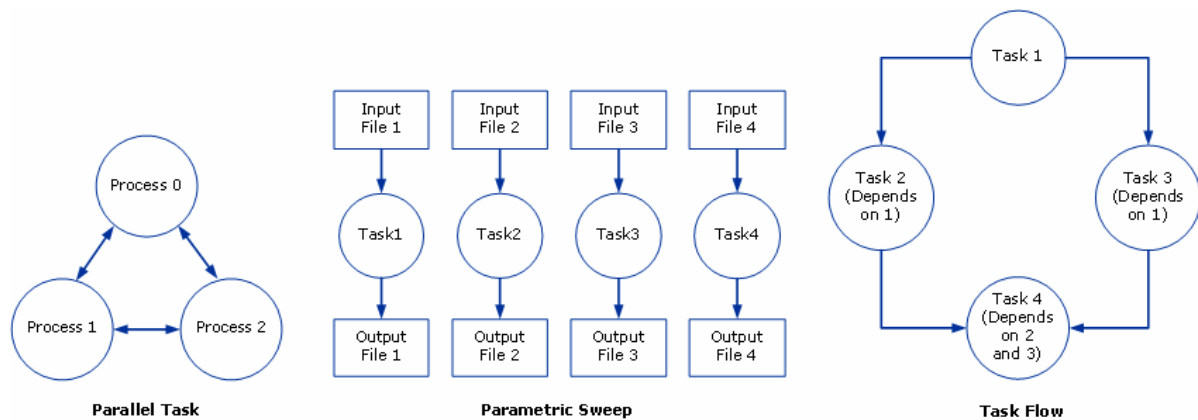 Process 0
Process 1
Process 2
Parallel Task
Input
File 1
Input
File 2
Input
File 3
Input
File 4
Task1
Task2
Task3
Task4
Output
File 1
Output
File 2
Output
File 3
Output
File 4
Parametric Sweep
Task 1
Task 2
(Depends
on 1)
Task 3
(Depends
on 1)
Task 4
(Depends
on 2
and 3)
Task Flow